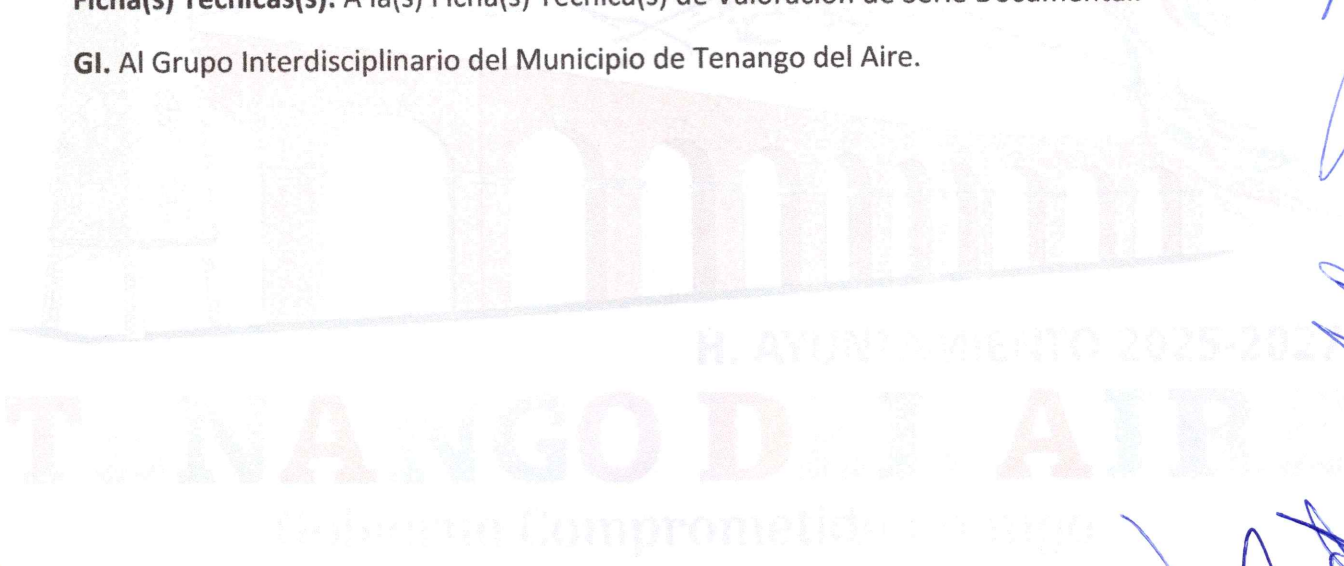 Ficha(s) Técnicas(s). A la(s) Ficha(s) Técnica(s) de Valoración de Serie Documental.
GI. Al Grupo Interdisciplinario del Municipio de Tenango del Aire.
H. AYUNTAMIENTO 2025-2027
TENANGO DEL AIRE
Comprometido